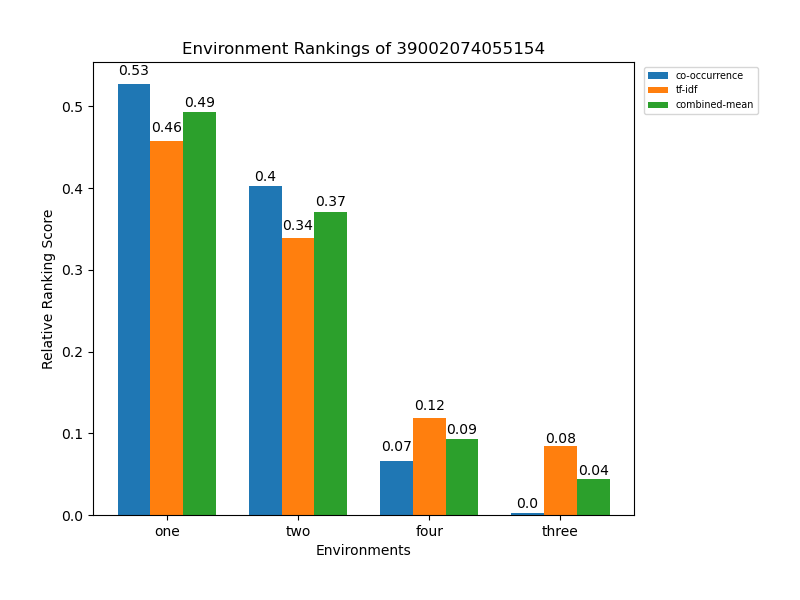 Environment Rankings of 39002074055154
co-occurrence
tf-idf
combined-mean
Relative Ranking Score
0.5
0.4
0.3
0.2
0.1
0.0
0.53
0.46
0.49
0.4
0.34
0.37
0.07
0.12
0.09
0.0
0.08
0.04
one two four three
Environments